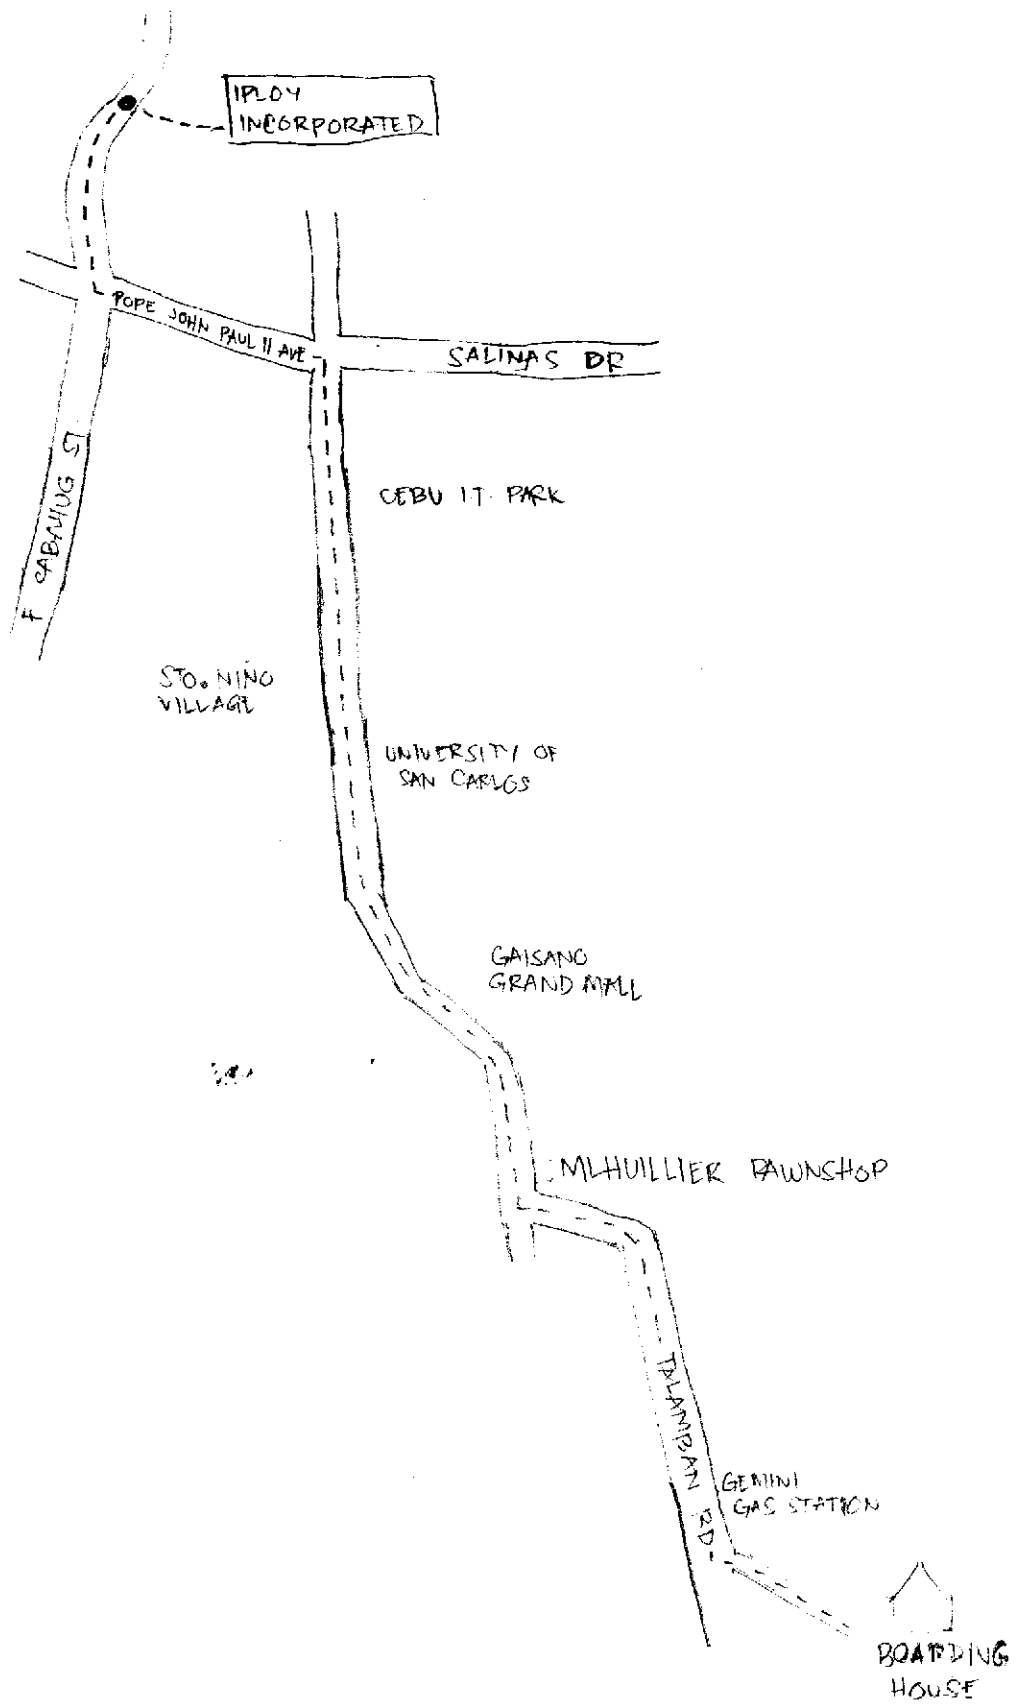 IPLOY
INCORPORATED
POPE JOHN PAUL II AVE
SALINAS DR
F CABAHUG ST
CEBU I.T. PARK
STO. NIÑO
VILLAGE
UNIVERSITY OF
SAN CARLOS
GAISANO
GRAND MALL
MLHUILLIER PAWNSHOP
TALAMBAN RD
GEMINI
GAS STATION
BOARDING
HOUSE